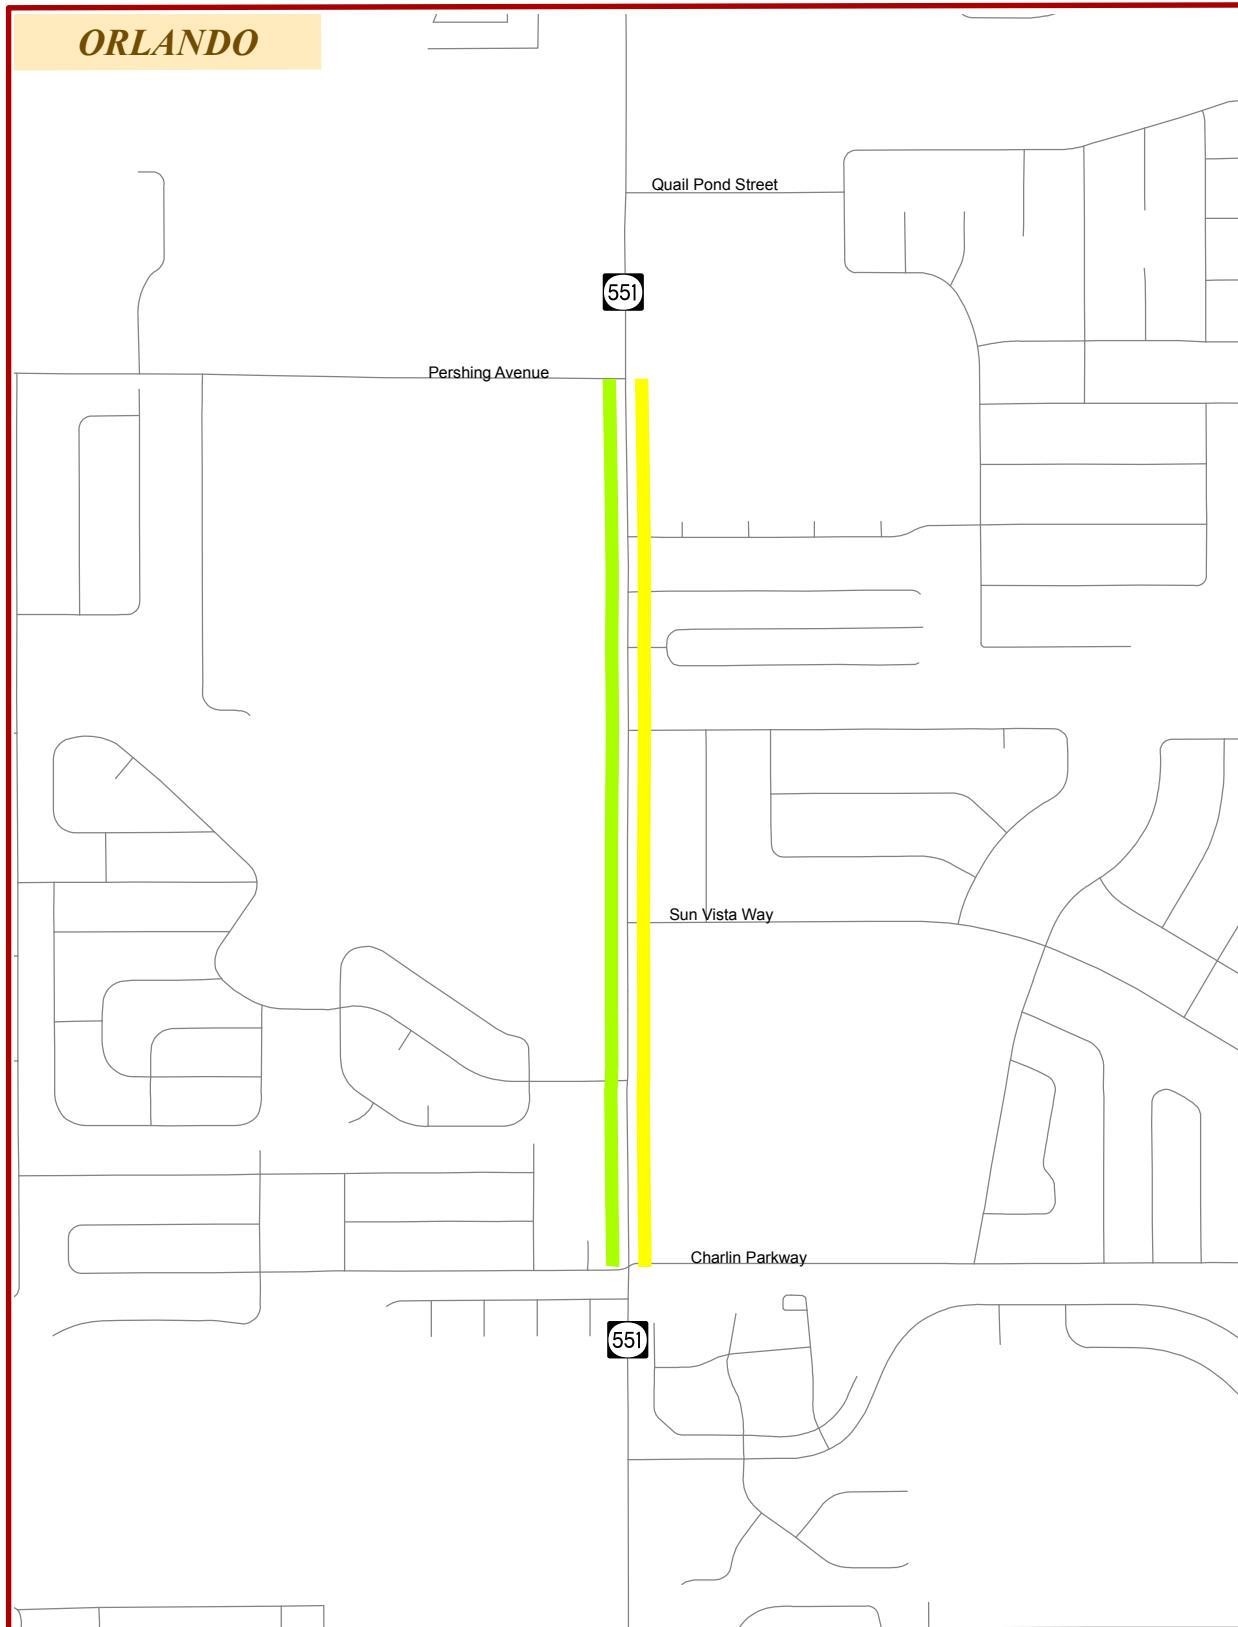 ORLANDO
Quail Pond Street
551
Pershing Avenue
Sun Vista Way
Charlin Parkway
551